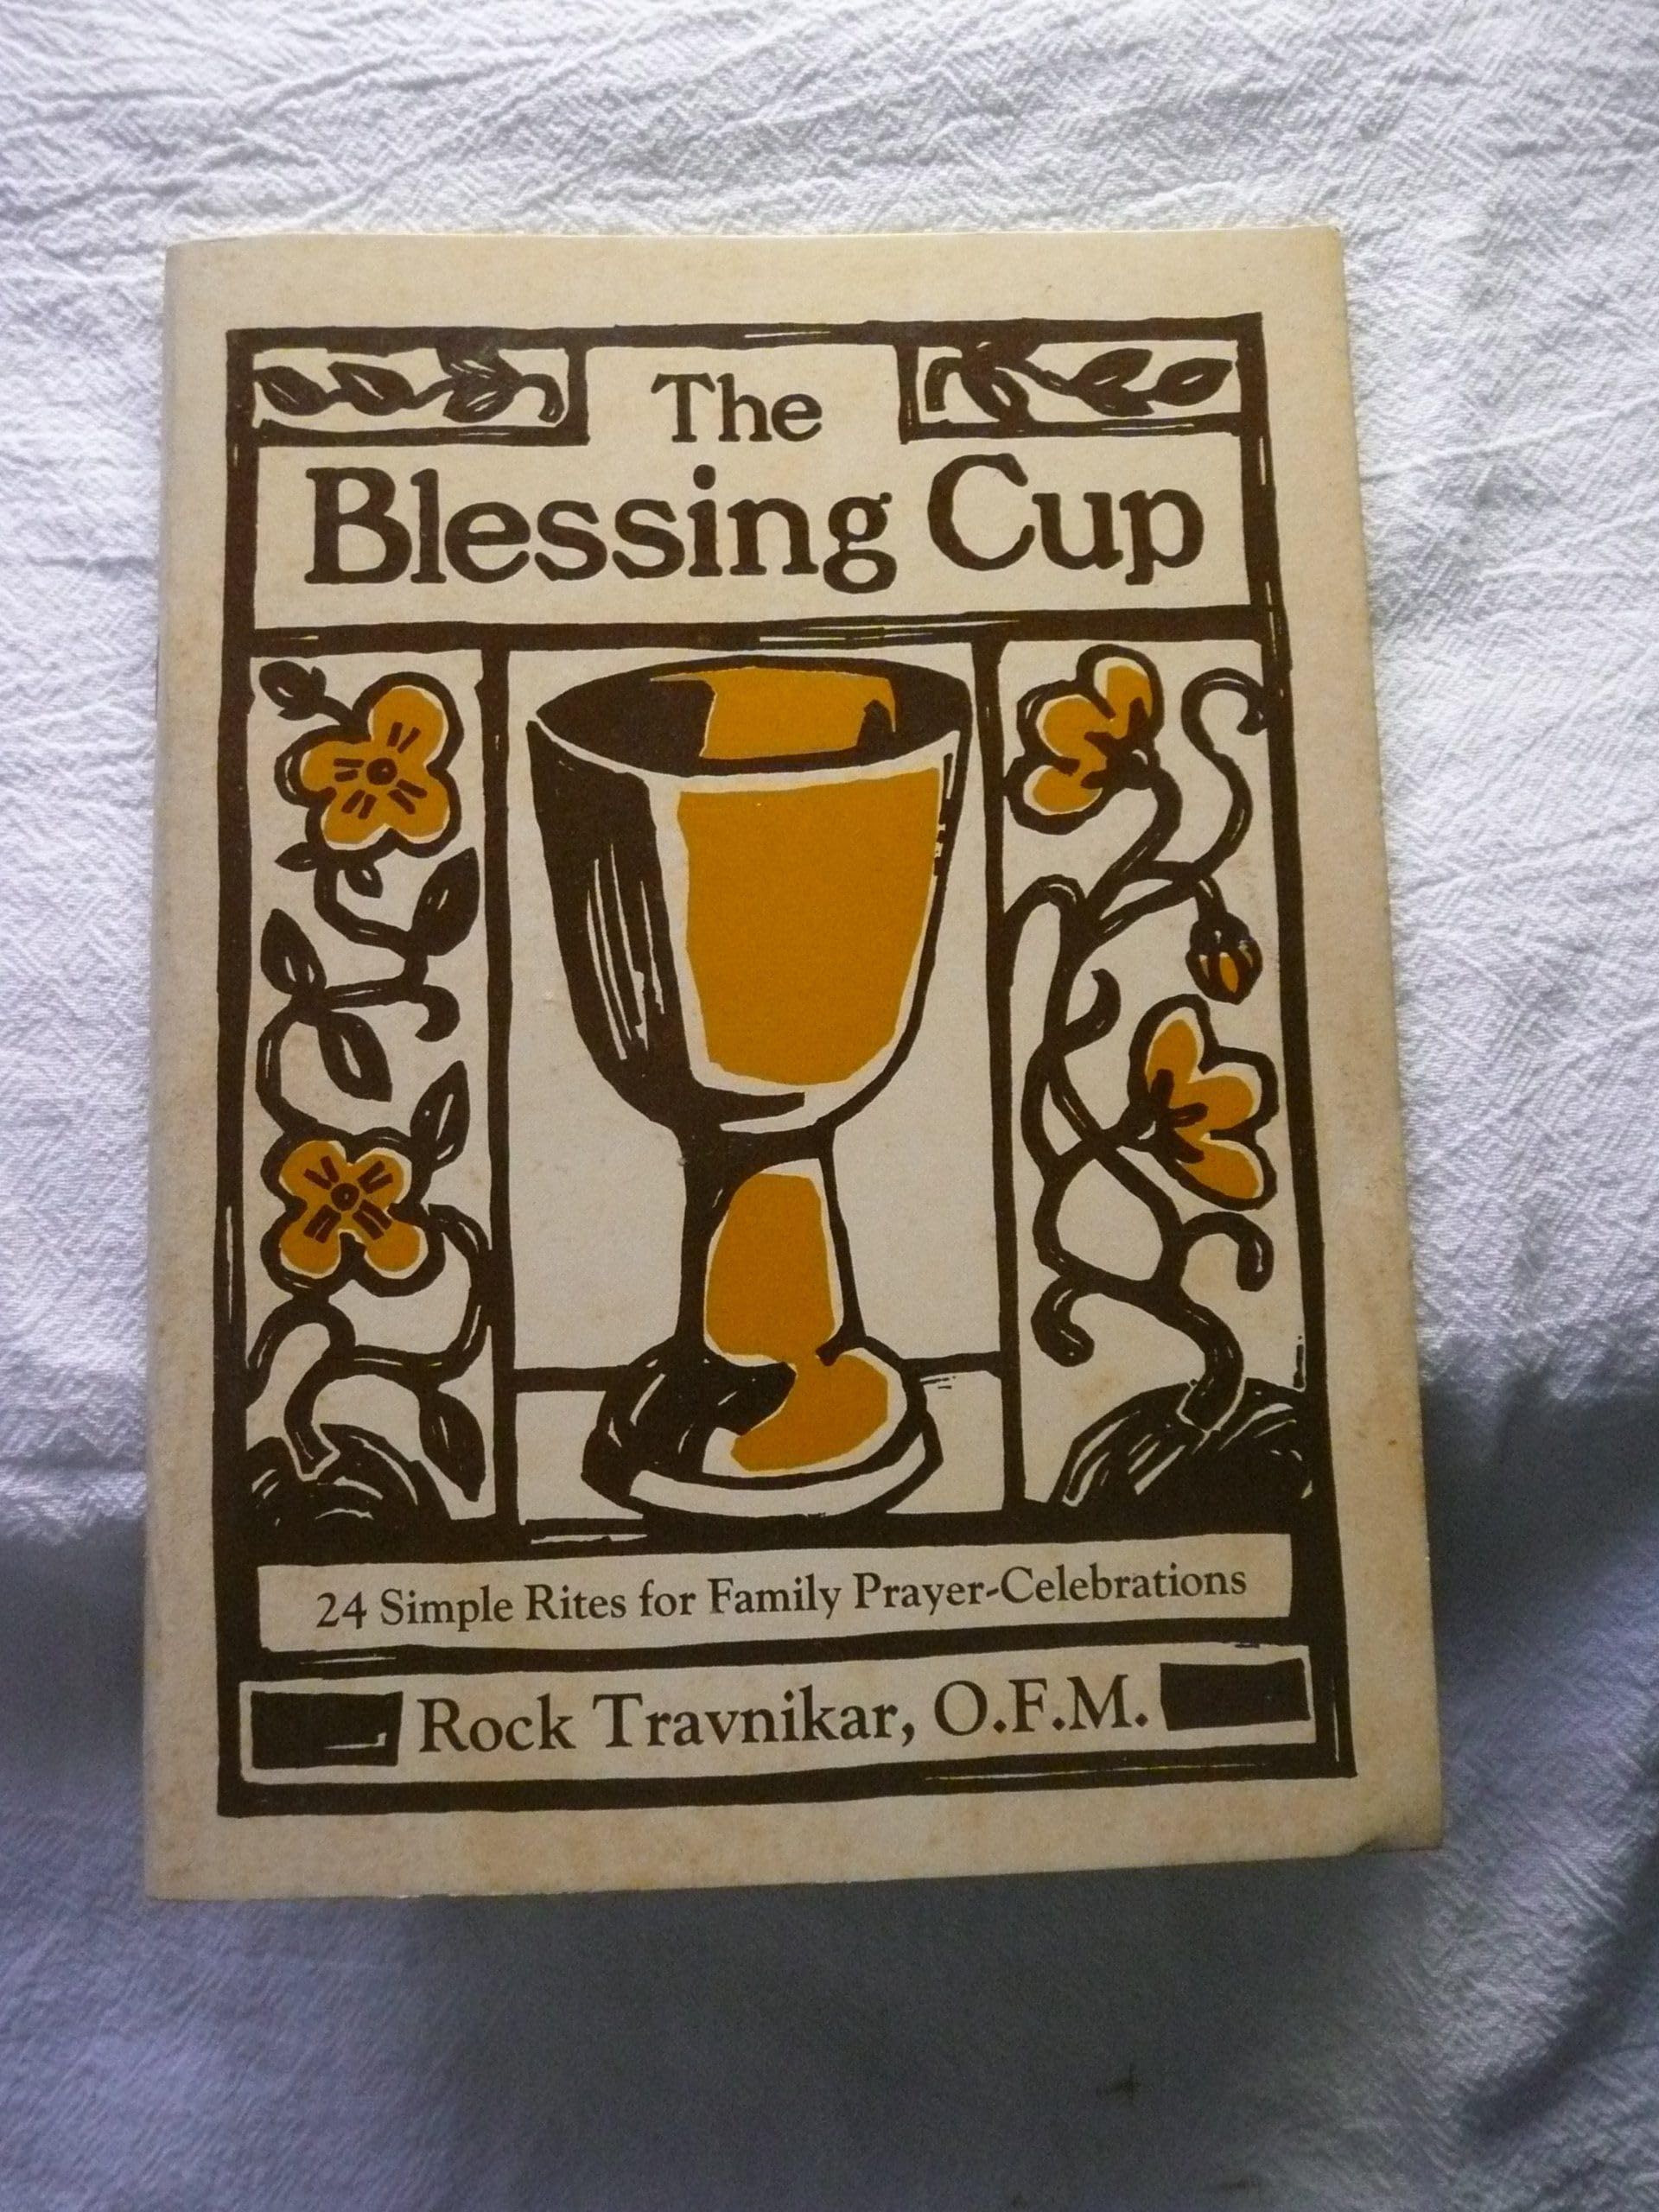 The
Blessing Cup
24 Simple Rites for Family Prayer-Celebrations
Rock Travnikar, O.F.M.